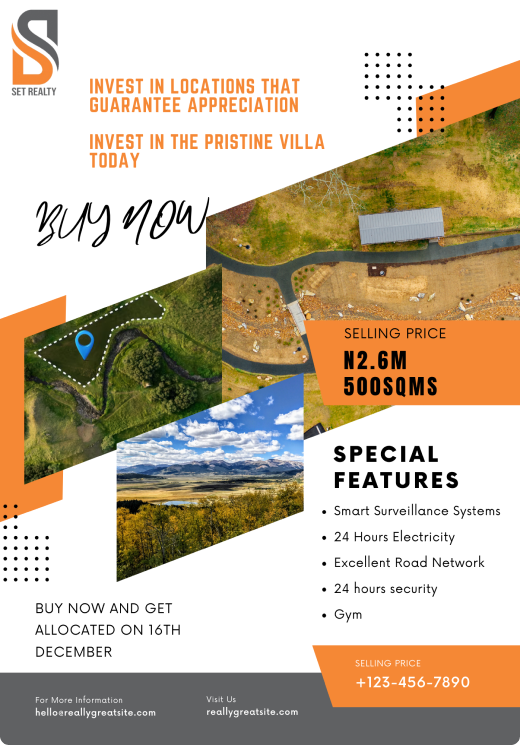 SET REALTY
INVEST IN LOCATIONS THAT
GUARANTEE APPRECIATION
INVEST IN THE PRISTINE VILLA
TODAY
BUY NOW
SELLING PRICE
N2.6M
500SQMS
SPECIAL
FEATURES
• Smart Surveillance Systems
• 24 Hours Electricity
• Excellent Road Network
• 24 hours security
• Gym
BUY NOW AND GET
ALLOCATED ON 16TH
DECEMBER
SELLING PRICE
+123-456-7890
For More Information
hello@reallygreatsite.com
Visit Us
reallygreatsite.com